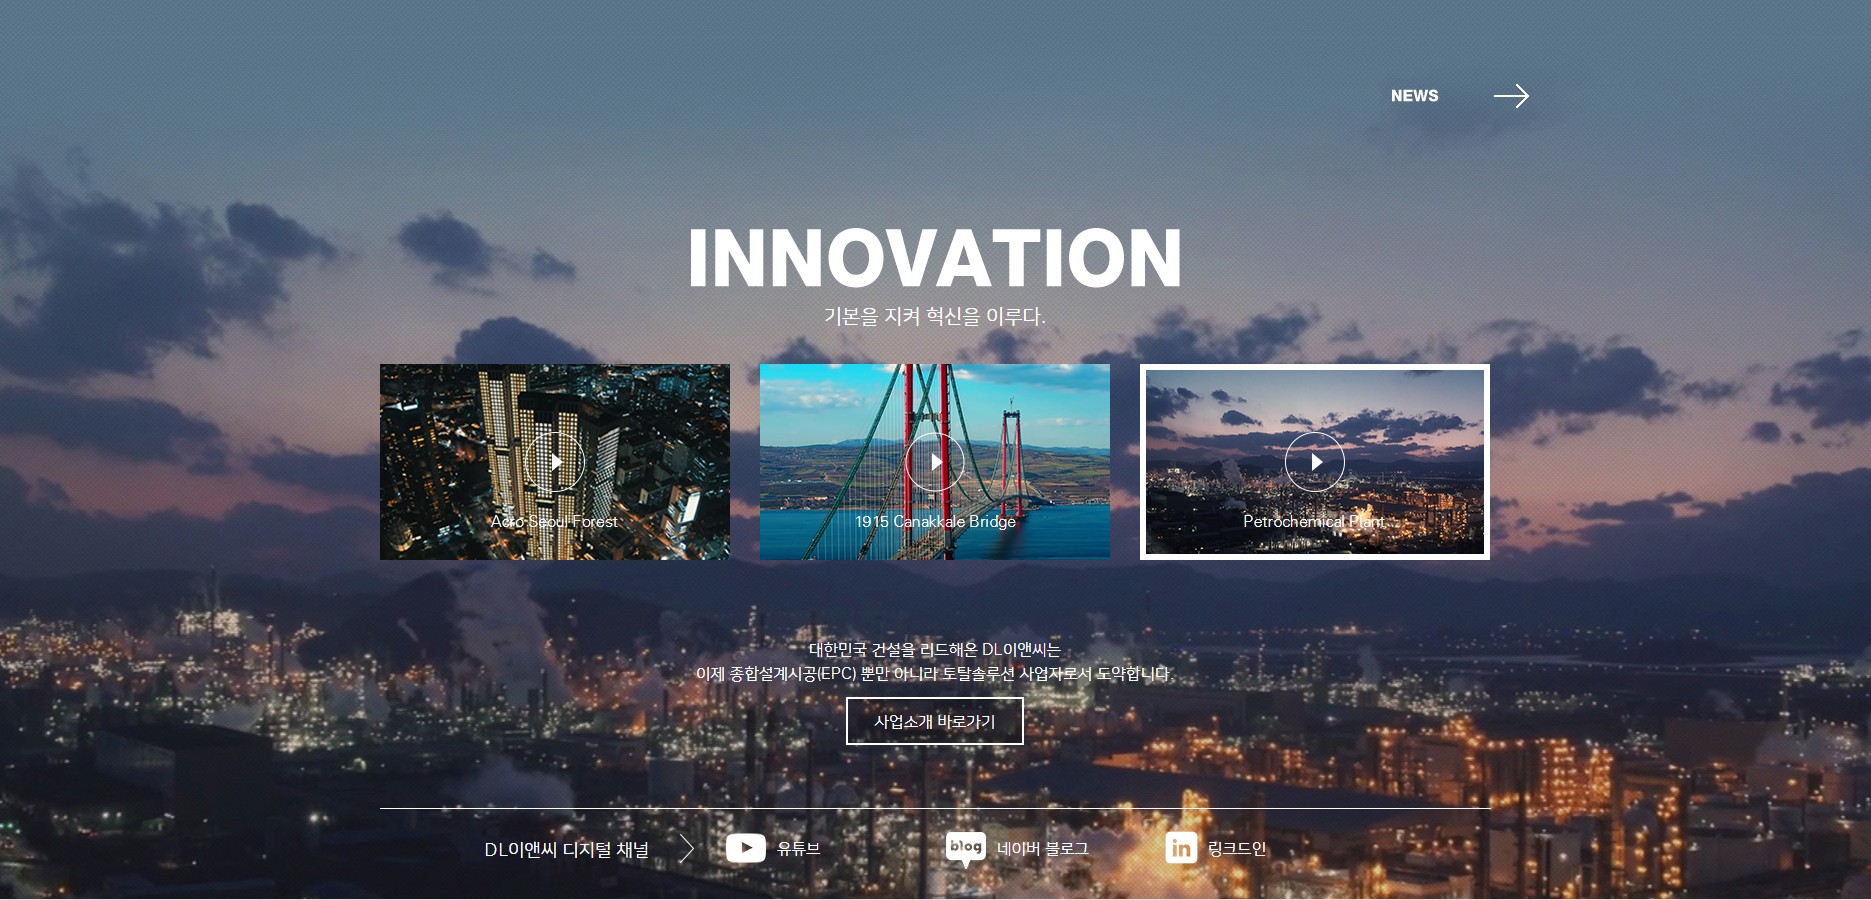 NEWS
INNOVATION
기본을 지켜 혁신을 이루다.
Acro Seoul Forest
1915 Canakkale Bridge
Petrochemical Plant
대한민국 건설을 리드해온 DL이앤씨는
이제 종합설계시공(EPC) 뿐만 아니라 토탈솔루션 사업자로서 도약합니다.
사업소개 바로가기
DL이앤씨 디지털 채널
유튜브
blog
네이버 블로그
in
링크드인